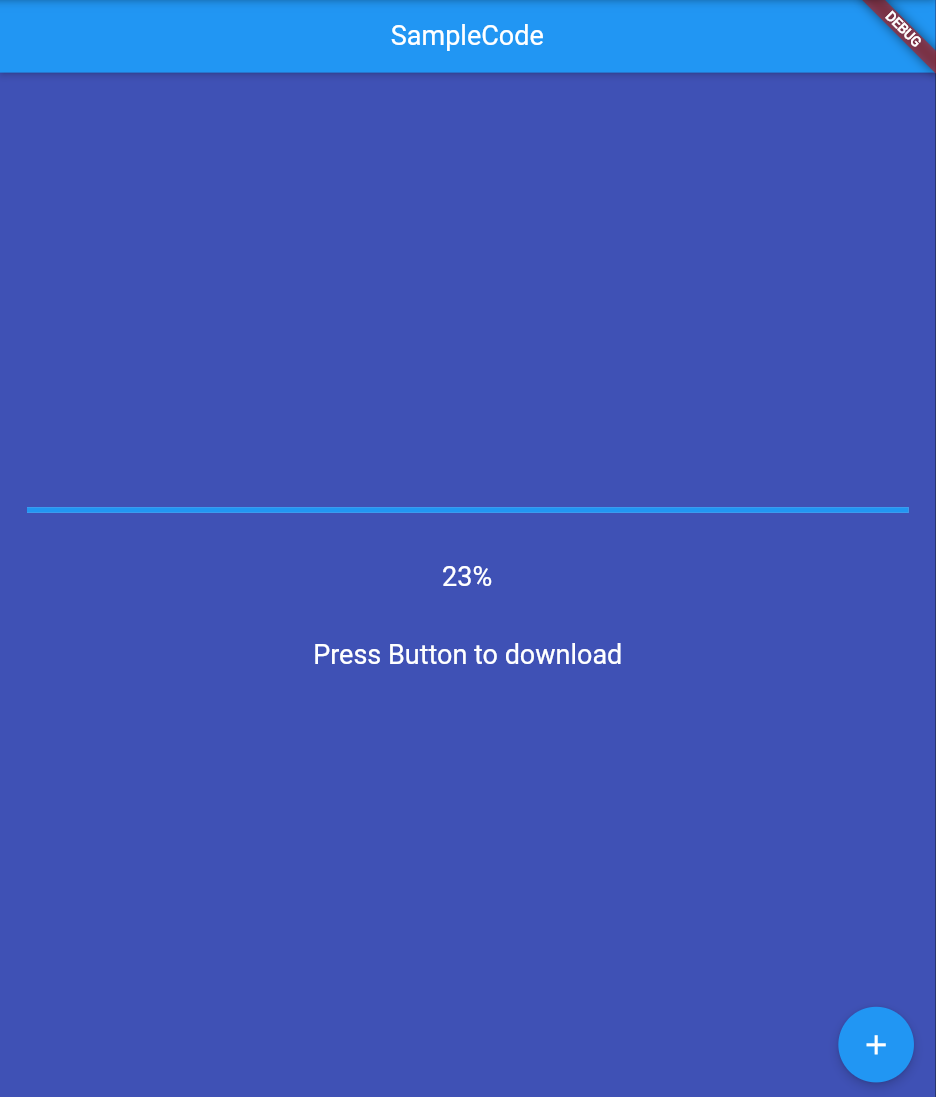 SampleCode
DEBUG
23%
Press Button to download
+